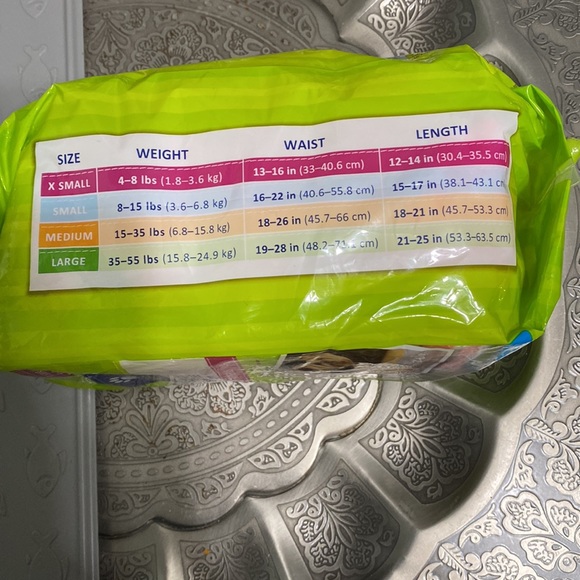 SIZE WEIGHT WAIST LENGTH
X SMALL 4–8 lbs (1.8–3.6 kg) 13–16 in (33–40.6 cm) 12–14 in (30.4–35.5 cm)
SMALL 8–15 lbs (3.6–6.8 kg) 16–22 in (40.6–55.8 cm) 15–17 in (38.1–43.1 cm)
MEDIUM 15–35 lbs (6.8–15.8 kg) 18–26 in (45.7–66 cm) 18–21 in (45.7–53.3 cm)
LARGE 35–55 lbs (15.8–24.9 kg) 19–28 in (48.2–71.1 cm) 21–25 in (53.3–63.5 cm)